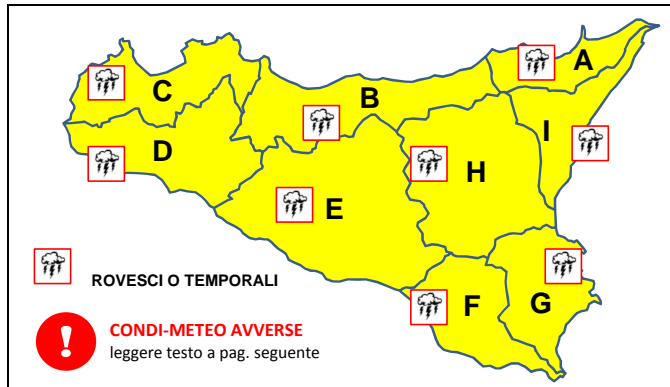 A
C
B
I
D
H
E
F
G
ROVESCI O TEMPORALI
!
CONDI-METEO AVVERSE
leggere testo a pag. seguente